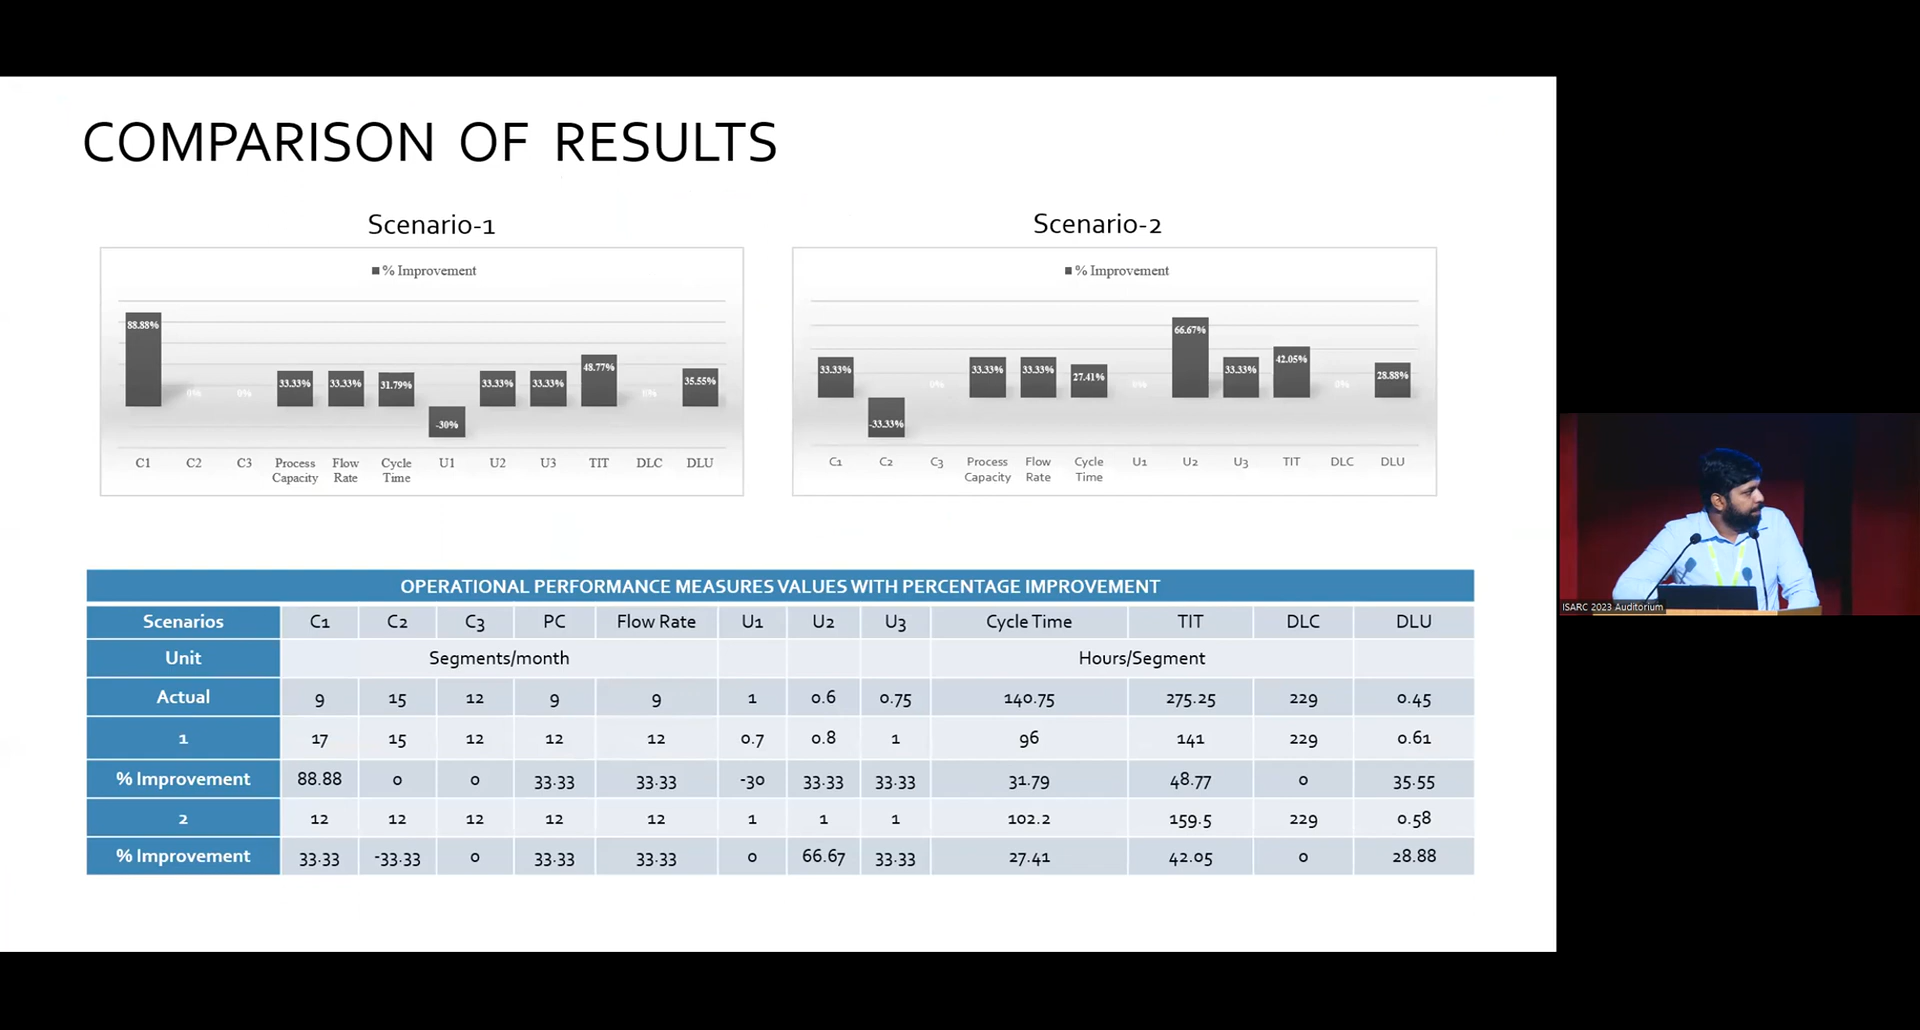 COMPARISON OF RESULTS
Scenario-1
% Improvement
88.88%
0%
0%
33.33%
33.33%
31.79%
-30%
33.33%
33.33%
48.77%
0%
35.55%
C1 C2 C3 Process Capacity Flow Rate Cycle Time U1 U2 U3 TIT DLC DLU
Scenario-2
% Improvement
33.33%
-33.33%
0%
33.33%
33.33%
27.41%
0%
66.67%
33.33%
42.05%
0%
28.88%
C1 C2 C3 Process Capacity Flow Rate Cycle Time U1 U2 U3 TIT DLC DLU
OPERATIONAL PERFORMANCE MEASURES VALUES WITH PERCENTAGE IMPROVEMENT
Scenarios C1 C2 C3 PC Flow Rate U1 U2 U3 Cycle Time TIT DLC DLU
Unit Segments/month Hours/Segment
Actual 9 15 12 9 9 1 0.6 0.75 140.75 275.25 229 0.45
1 17 15 12 12 12 0.7 0.8 1 96 141 229 0.61
% Improvement 88.88 0 0 33.33 33.33 -30 33.33 33.33 31.79 48.77 0 35.55
2 12 12 12 12 12 1 1 1 102.2 159.5 229 0.58
% Improvement 33.33 -33.33 0 33.33 33.33 0 66.67 33.33 27.41 42.05 0 28.88
ISARC 2023 Auditorium